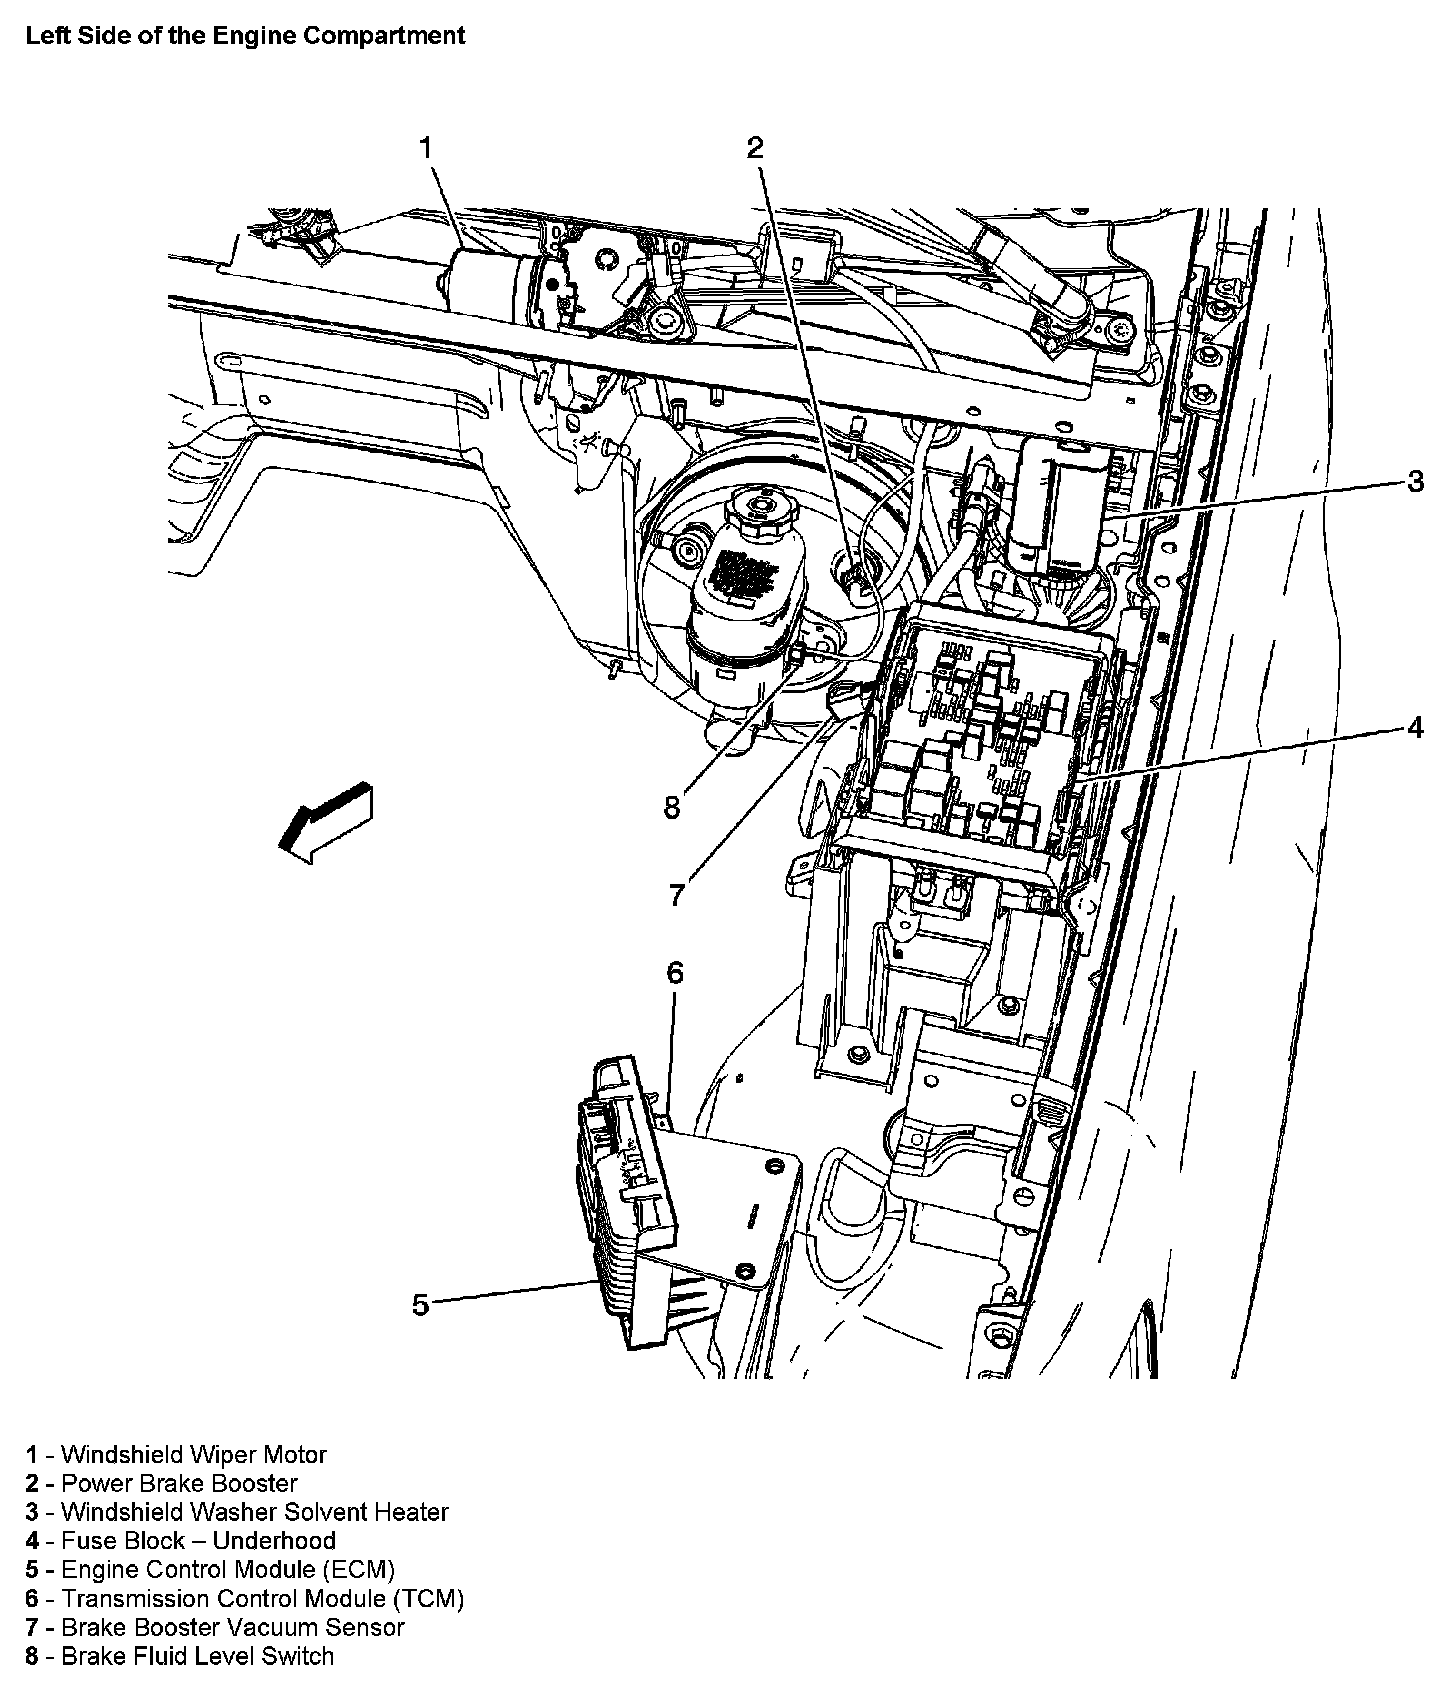 Left Side of the Engine Compartment
1
2
3
4
8
7
6
5
1 - Windshield Wiper Motor
2 - Power Brake Booster
3 - Windshield Washer Solvent Heater
4 - Fuse Block – Underhood
5 - Engine Control Module (ECM)
6 - Transmission Control Module (TCM)
7 - Brake Booster Vacuum Sensor
8 - Brake Fluid Level Switch